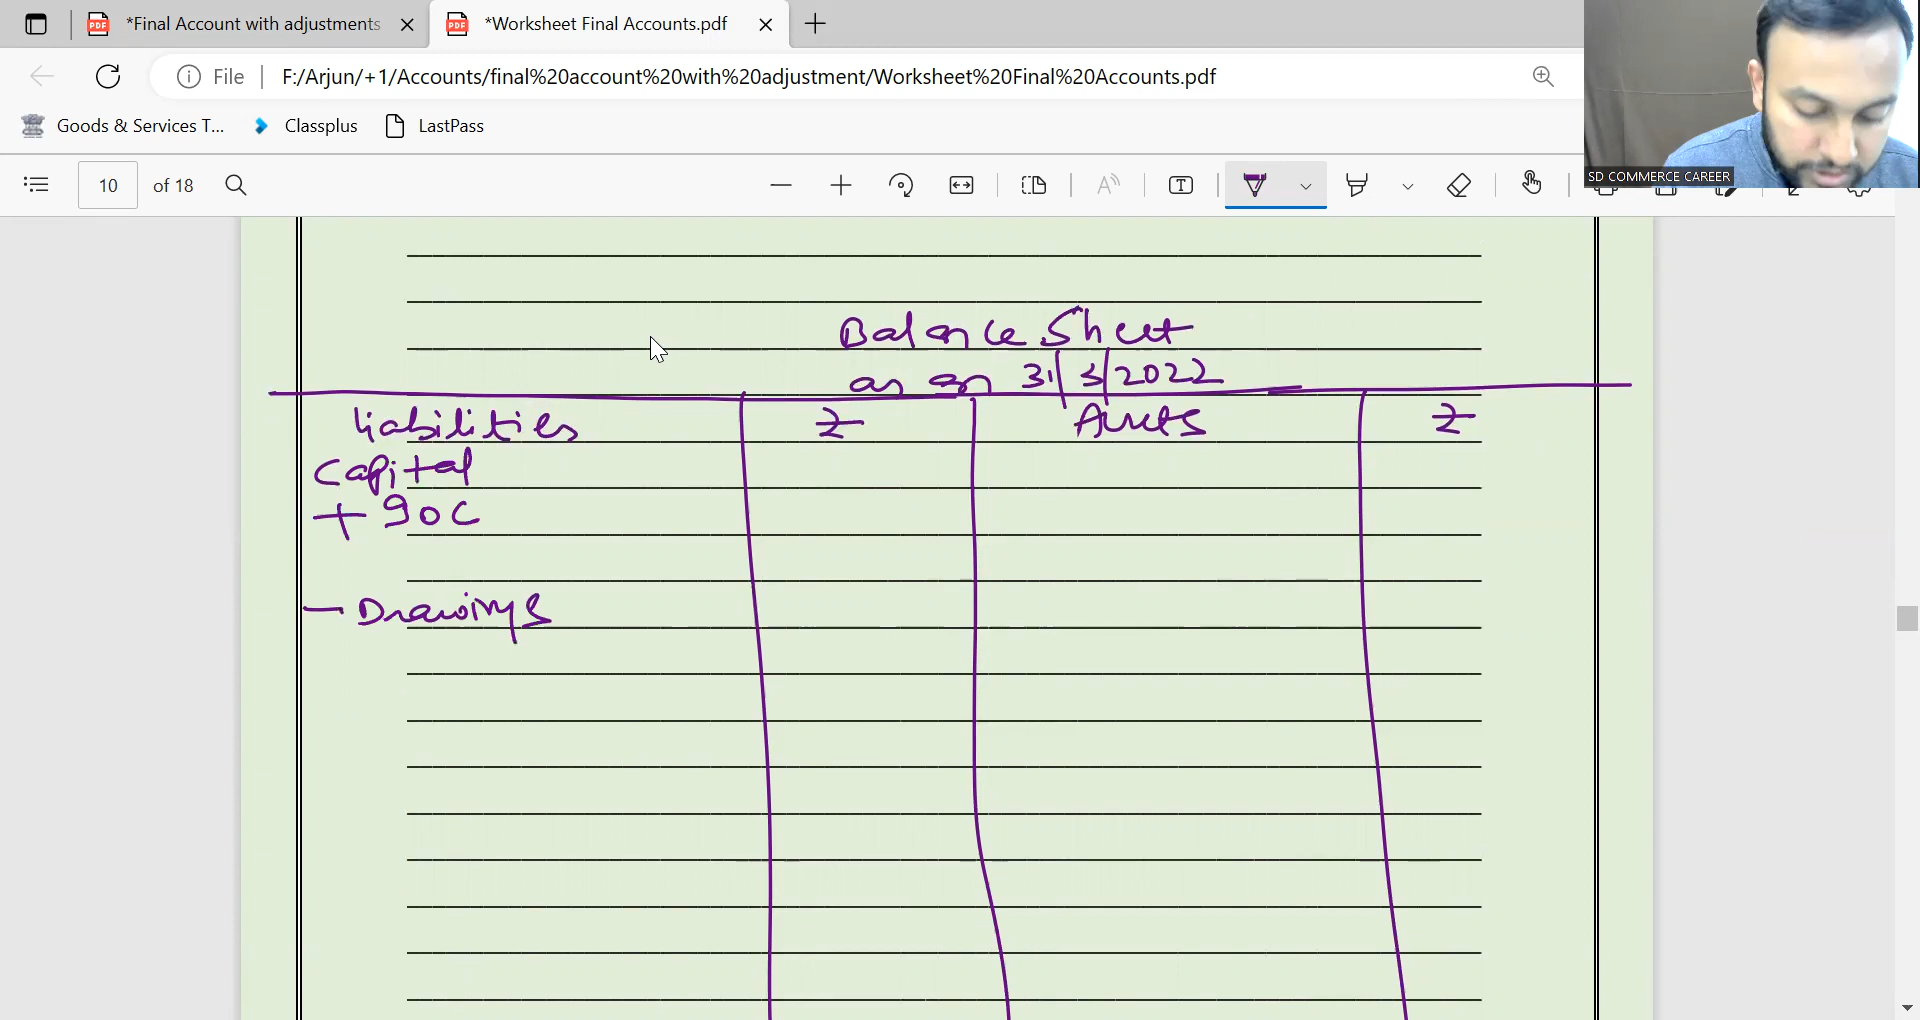 *Final Account with adjustments
*Worksheet Final Accounts.pdf
File
F:/Arjun/+1/Accounts/final%20account%20with%20adjustment/Worksheet%20Final%20Accounts.pdf
Goods & Services T...
Classplus
LastPass
10 of 18
SD COMMERCE CAREER
Balance Sheet
as on 31/3/2022
Liabilities ₹ Assets ₹
Capital
+ IOC
- Drawings